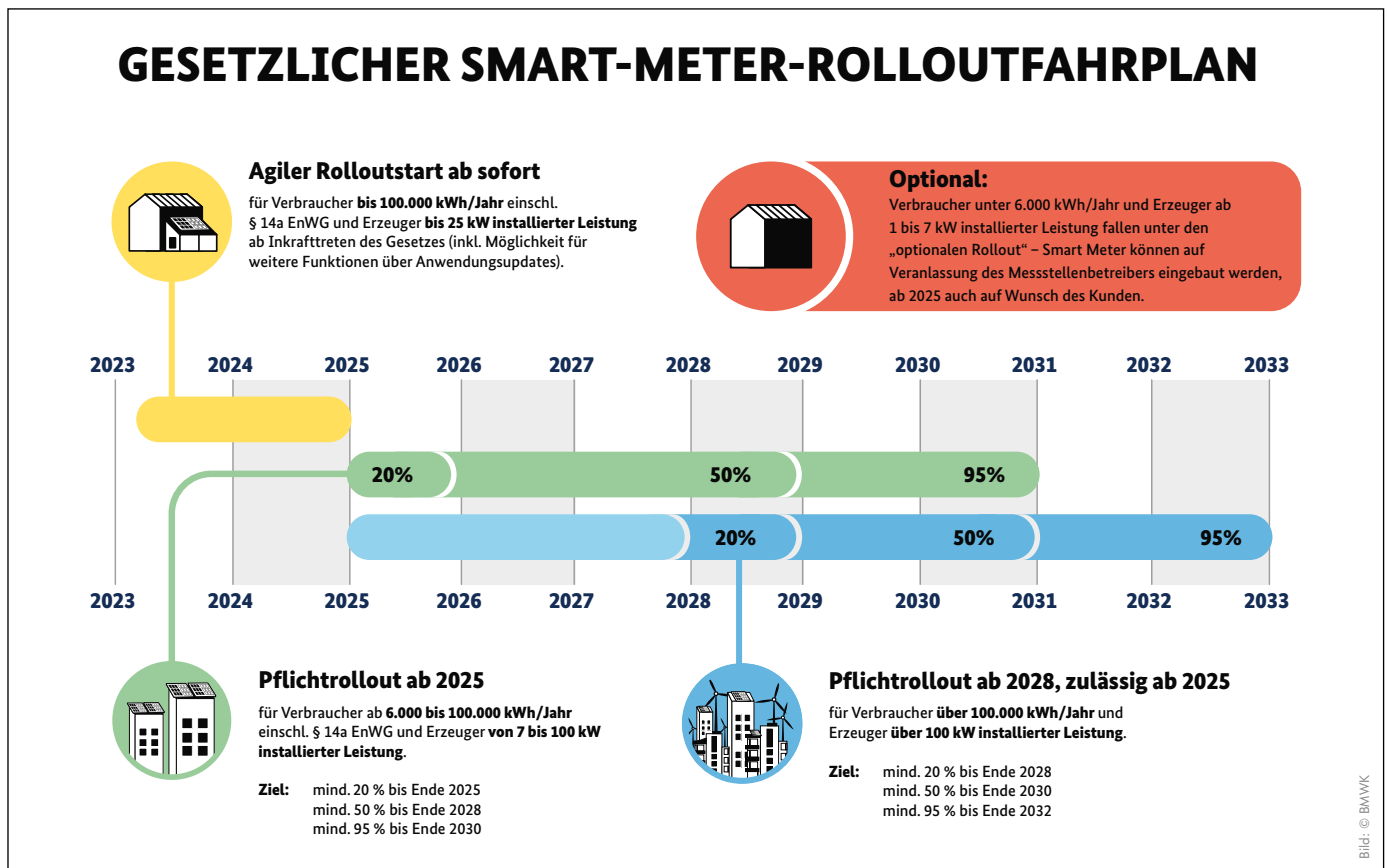 GESETZLICHER SMART-METER-ROLLOUTFAHRPLAN
Agiler Rolloutstart ab sofort
für Verbraucher bis 100.000 kWh/Jahr einschl.
§ 14a EnWG und Erzeuger bis 25 kW installierter Leistung
ab Inkrafttreten des Gesetzes (inkl. Möglichkeit für
weitere Funktionen über Anwendungsupdates).
Optional:
Verbraucher unter 6.000 kWh/Jahr und Erzeuger ab
1 bis 7 kW installierter Leistung fallen unter den
„optionalen Rollout“ – Smart Meter können auf
Veranlassung des Messstellenbetreibers eingebaut werden,
ab 2025 auch auf Wunsch des Kunden.
2023 2024 2025 2026 2027 2028 2029 2030 2031 2032 2033
20% 50% 95%
20% 50% 95%
2023 2024 2025 2026 2027 2028 2029 2030 2031 2032 2033
Pflichtrollout ab 2025
für Verbraucher ab 6.000 bis 100.000 kWh/Jahr
einschl. § 14a EnWG und Erzeuger von 7 bis 100 kW
installierter Leistung.
Ziel: mind. 20 % bis Ende 2025
mind. 50 % bis Ende 2028
mind. 95 % bis Ende 2030
Pflichtrollout ab 2028, zulässig ab 2025
für Verbraucher über 100.000 kWh/Jahr und
Erzeuger über 100 kW installierter Leistung.
Ziel: mind. 20 % bis Ende 2028
mind. 50 % bis Ende 2030
mind. 95 % bis Ende 2032
Bild: © BMWK